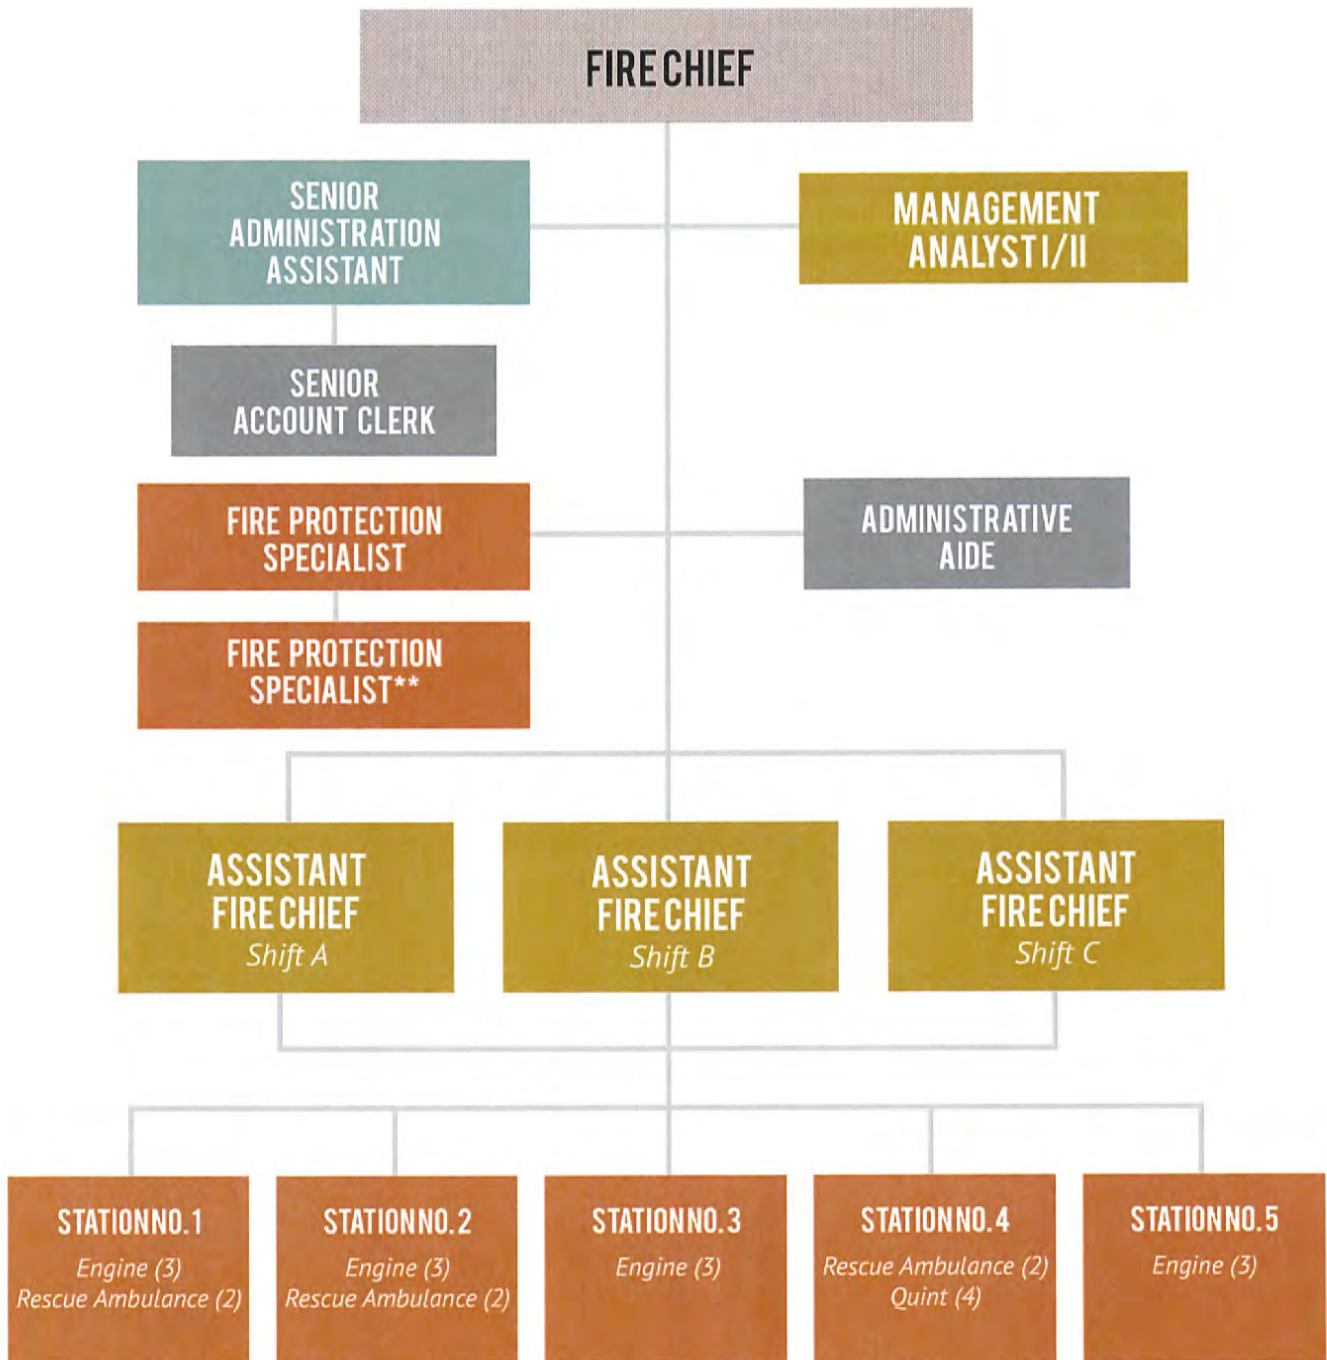 FIRE CHIEF
SENIOR
ADMINISTRATION
ASSISTANT
MANAGEMENT
ANALYST I/II
SENIOR
ACCOUNT CLERK
FIRE PROTECTION
SPECIALIST
ADMINISTRATIVE
AIDE
FIRE PROTECTION
SPECIALIST**
ASSISTANT
FIRE CHIEF
Shift A
ASSISTANT
FIRE CHIEF
Shift B
ASSISTANT
FIRE CHIEF
Shift C
STATION NO. 1
Engine (3)
Rescue Ambulance (2)
STATION NO. 2
Engine (3)
Rescue Ambulance (2)
STATION NO. 3
Engine (3)
STATION NO. 4
Rescue Ambulance (2)
Quint (4)
STATION NO. 5
Engine (3)